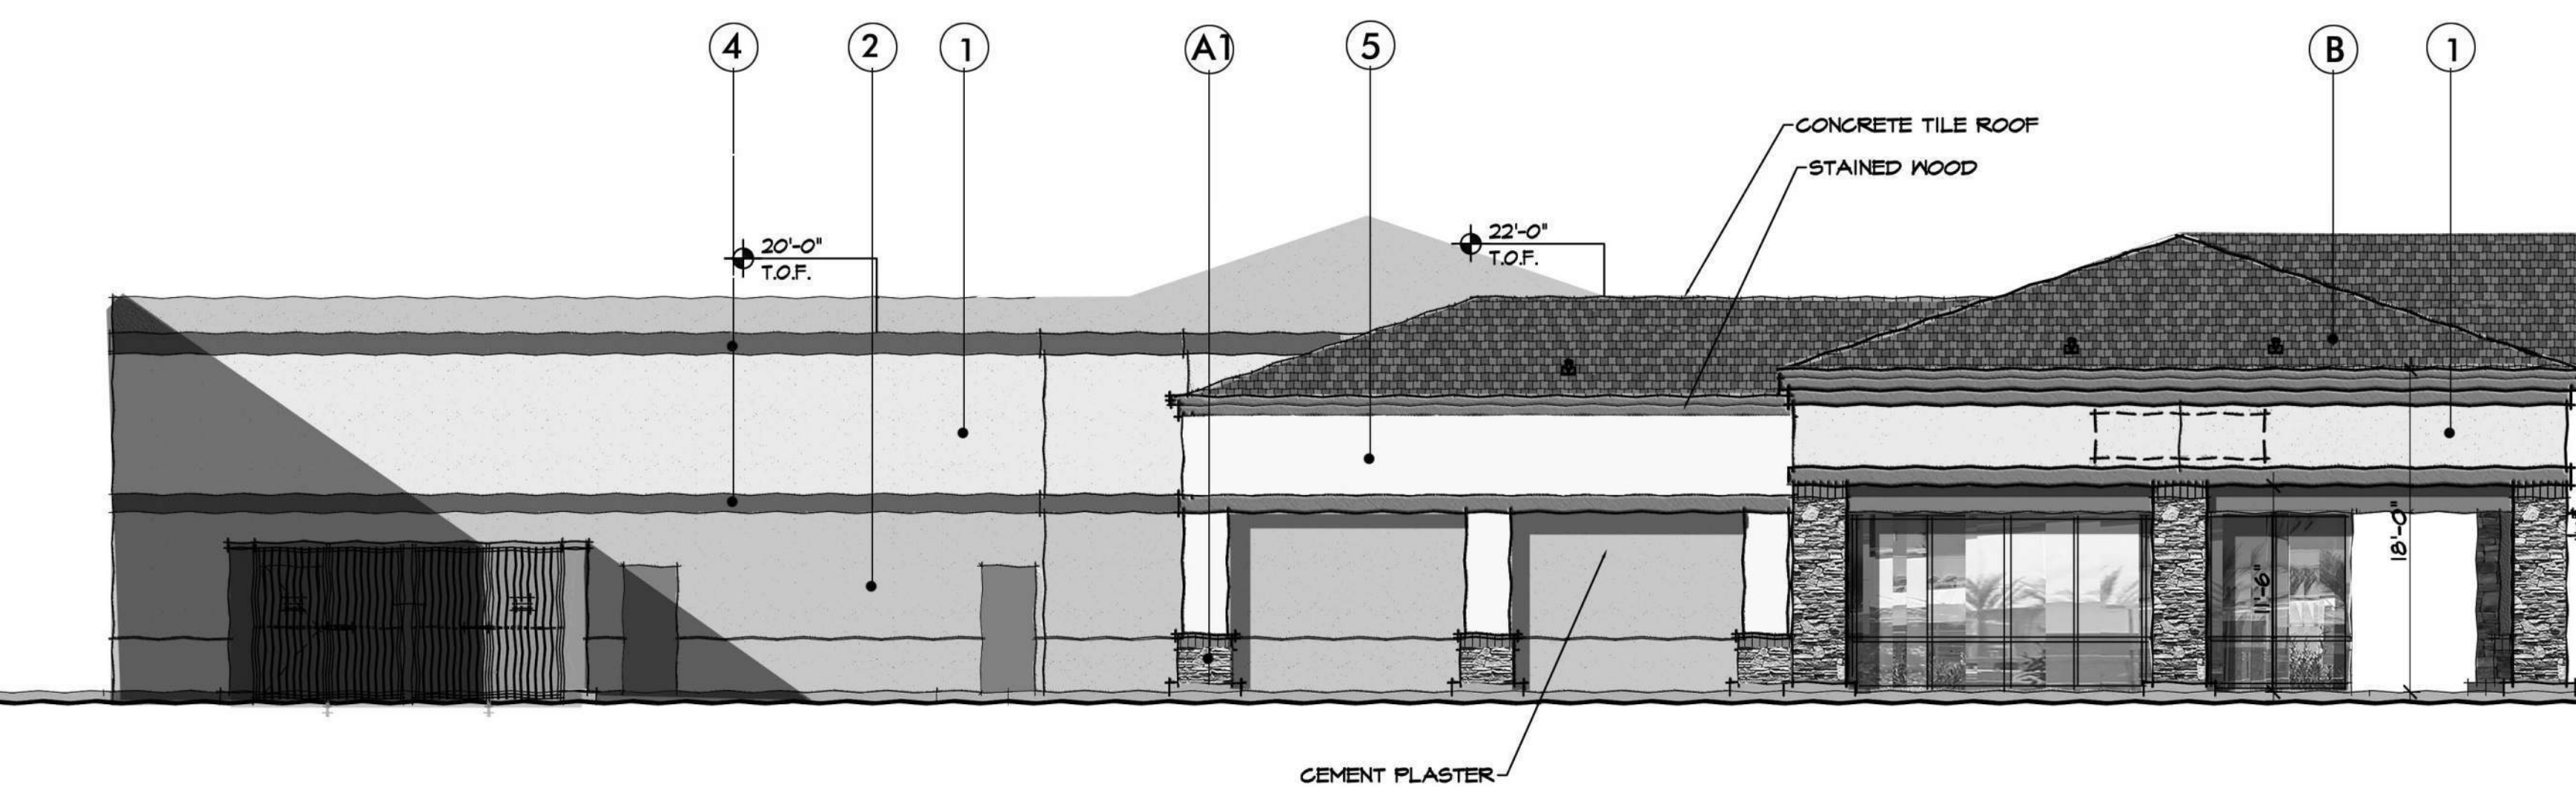 4
2
1
A1
5
B
1
CONCRETE TILE ROOF
STAINED WOOD
22'-0"
T.O.F.
20'-0"
T.O.F.
18'-0"
11'-6"
CEMENT PLASTER